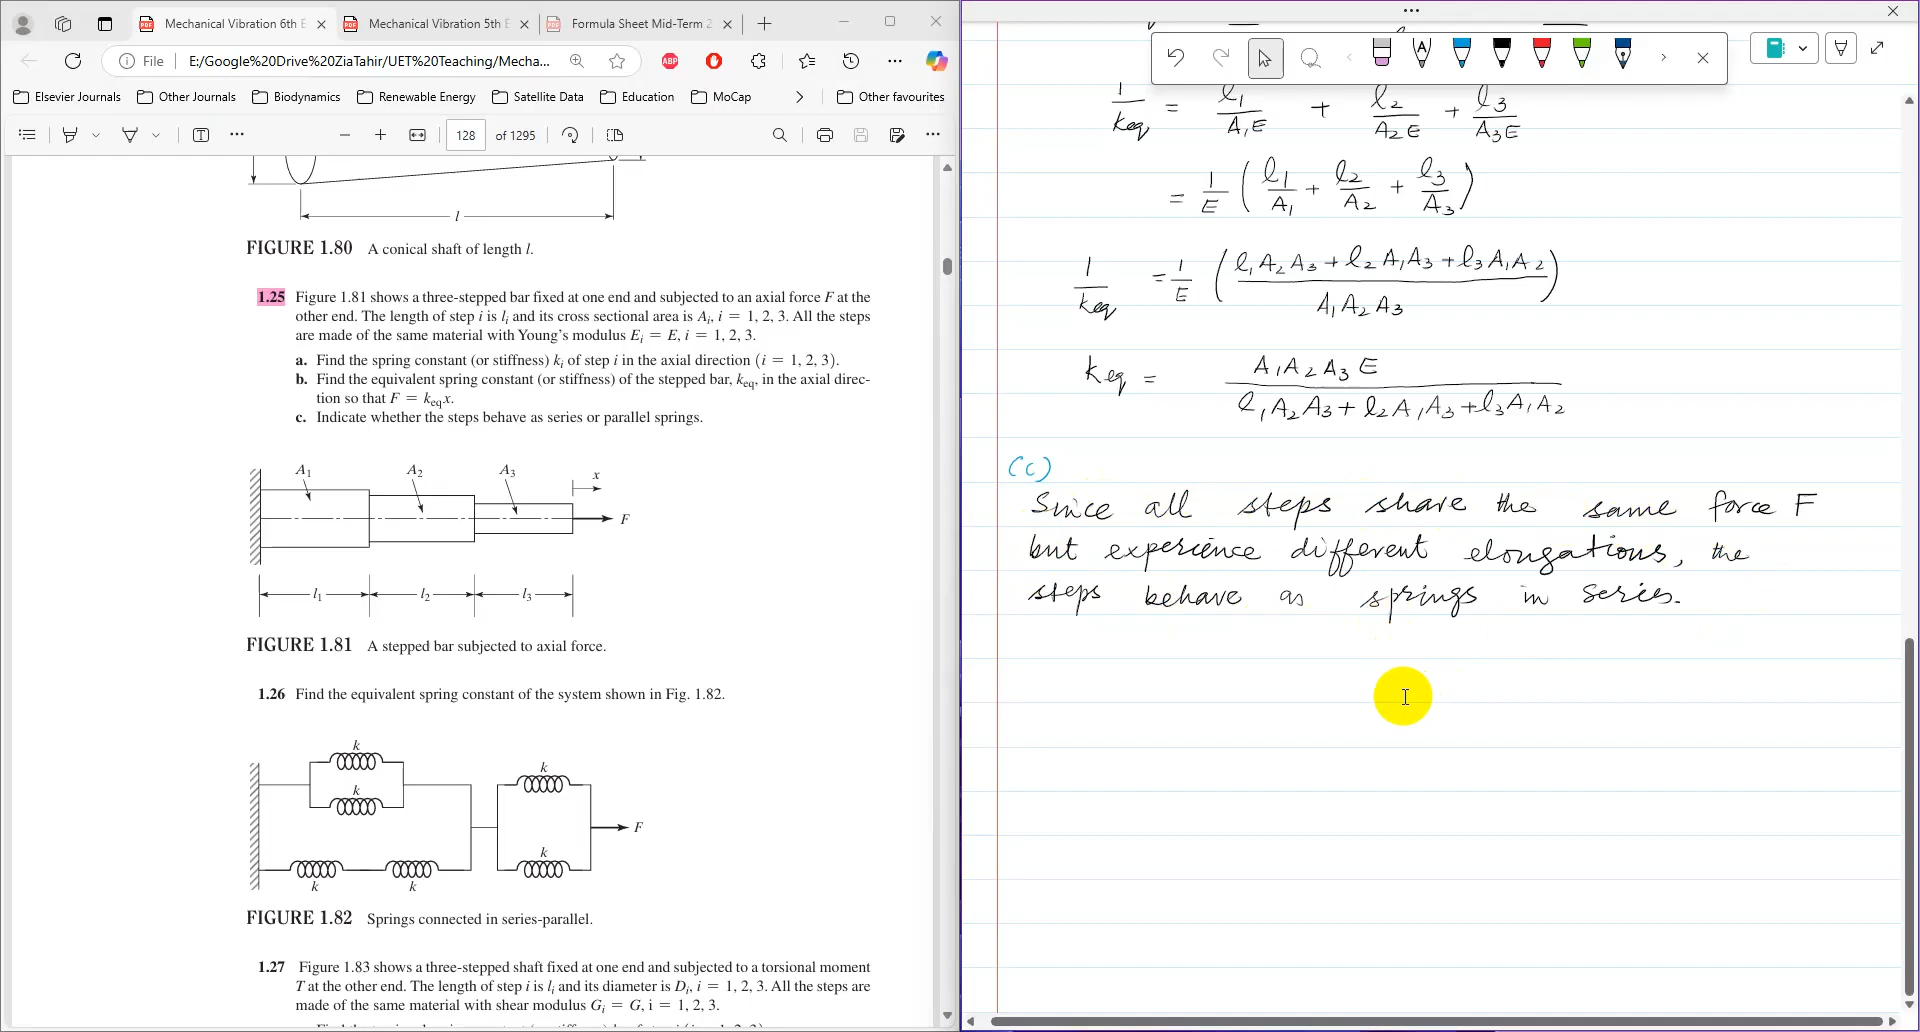 Mechanical Vibration 6th E
Mechanical Vibration 5th E
Formula Sheet Mid-Term 2
File
E:/Google%20Drive%20ZiaTahir/UET%20Teaching/Mecha...
ABP
Elsevier Journals
Other Journals
Biodynamics
Renewable Energy
Satellite Data
Education
MoCap
Other favourites
128 of 1295
l
FIGURE 1.80 A conical shaft of length l.
1.25 Figure 1.81 shows a three-stepped bar fixed at one end and subjected to an axial force F at the
other end. The length of step i is lᵢ and its cross sectional area is Aᵢ, i = 1, 2, 3. All the steps
are made of the same material with Young's modulus Eᵢ = E, i = 1, 2, 3.
a. Find the spring constant (or stiffness) kᵢ of step i in the axial direction (i = 1, 2, 3).
b. Find the equivalent spring constant (or stiffness) of the stepped bar, k_eq, in the axial direc-
tion so that F = k_eq x.
c. Indicate whether the steps behave as series or parallel springs.
A₁ A₂ A₃ x
F
l₁ l₂ l₃
FIGURE 1.81 A stepped bar subjected to axial force.
1.26 Find the equivalent spring constant of the system shown in Fig. 1.82.
k
k
k
F
k
k k
FIGURE 1.82 Springs connected in series-parallel.
1.27 Figure 1.83 shows a three-stepped shaft fixed at one end and subjected to a torsional moment
T at the other end. The length of step i is lᵢ and its diameter is Dᵢ, i = 1, 2, 3. All the steps are
made of the same material with shear modulus Gᵢ = G, i = 1, 2, 3.
1/k_eq = l₁/A₁E + l₂/A₂E + l₃/A₃E
= 1/E (l₁/A₁ + l₂/A₂ + l₃/A₃)
1/k_eq = 1/E ((l₁A₂A₃ + l₂A₁A₃ + l₃A₁A₂)/A₁A₂A₃)
k_eq = A₁A₂A₃E/(l₁A₂A₃ + l₂A₁A₃ + l₃A₁A₂)
(c)
Since all steps share the same force F
but experience different elongations, the
steps behave as springs in series.